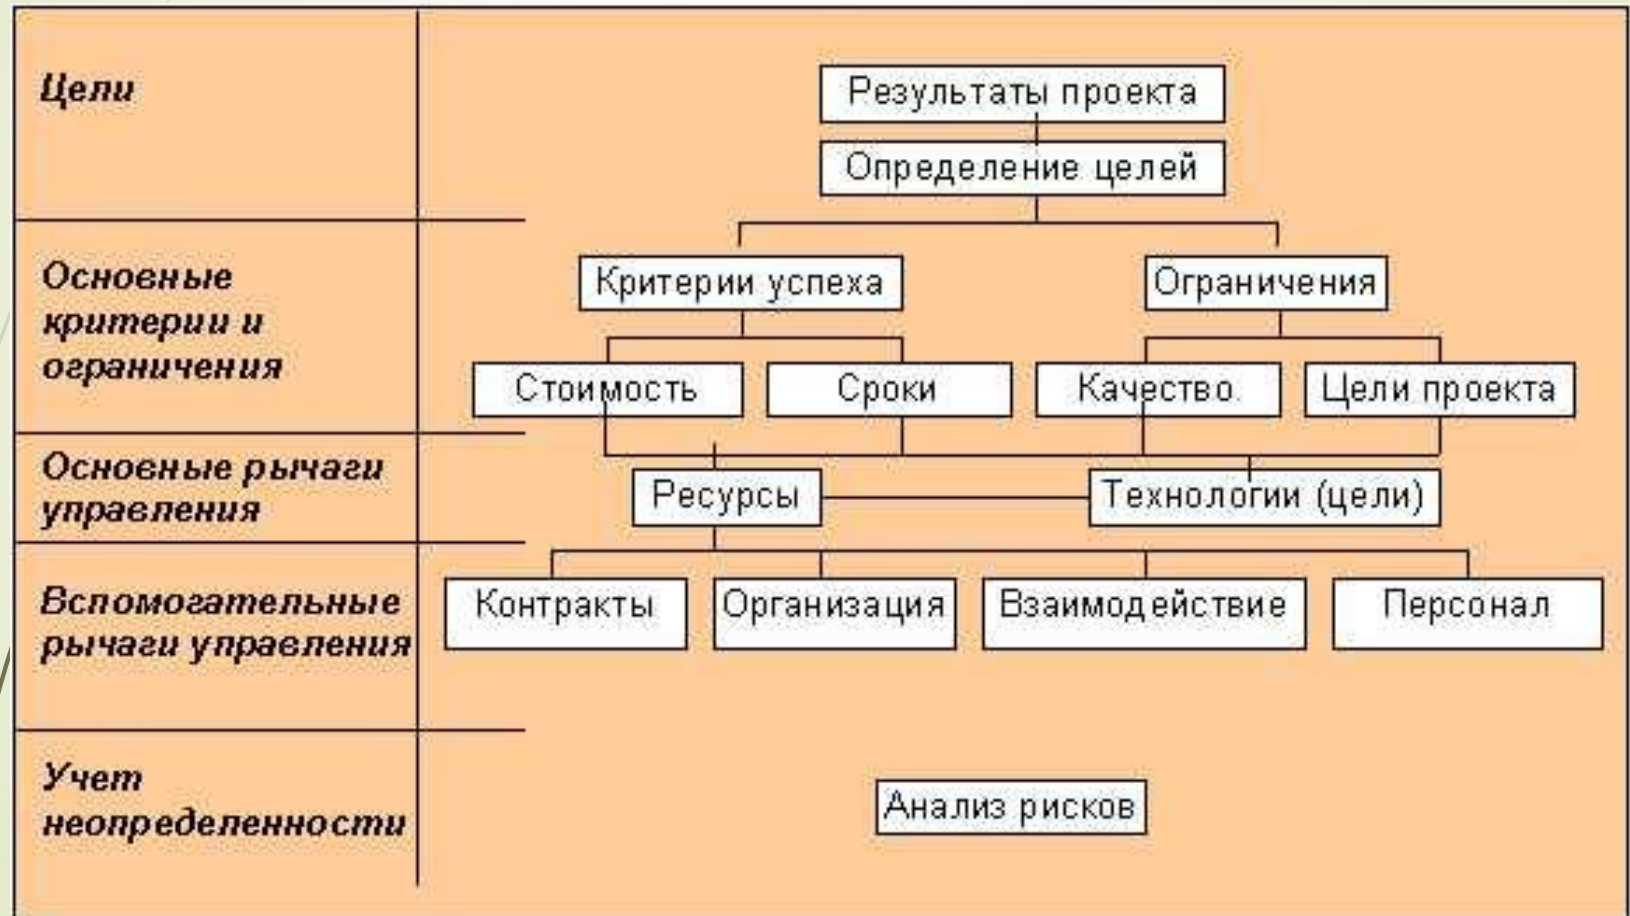 Цели
Результаты проекта
Определение целей
Основные
критерии и
ограничения
Критерии успеха
Ограничения
Стоимость
Сроки
Качество
Цели проекта
Основные рычаги
управления
Ресурсы
Технологии (цели)
Вспомогательные
рычаги управления
Контракты
Организация
Взаимодействие
Персонал
Учет
неопределенности
Анализ рисков